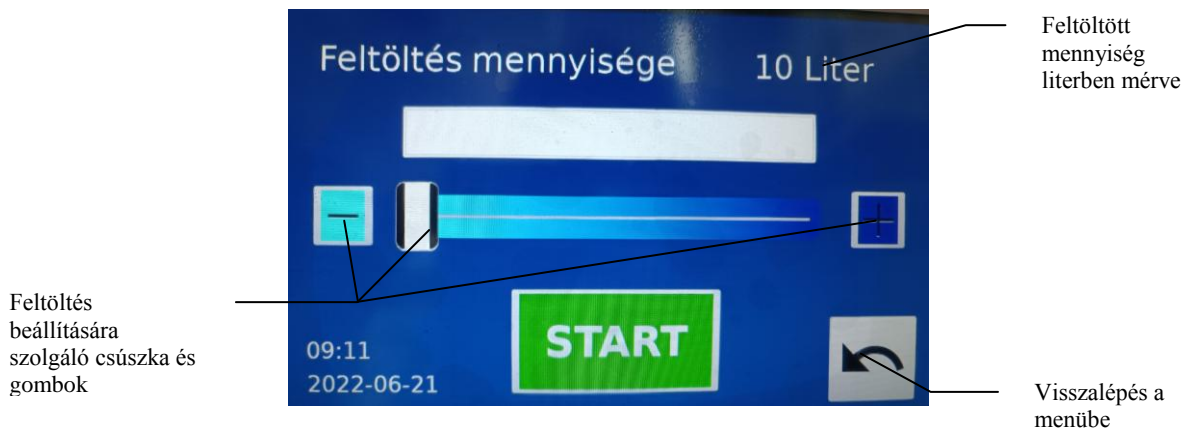 Feltöltés mennyisége 10 Liter
Feltöltött
mennyiség
literben mérve
−
+
Feltöltés
beállítására
szolgáló csúszka és
gombok
START
09:11
2022-06-21
Visszalépés a
menübe